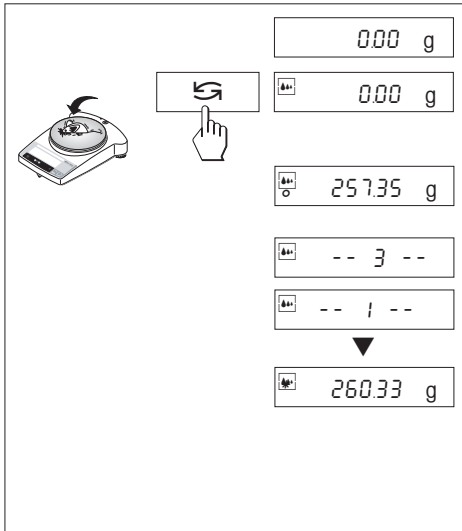 0.00 g
0.00 g
257.35 g
-- 3 --
-- 1 --
260.33 g